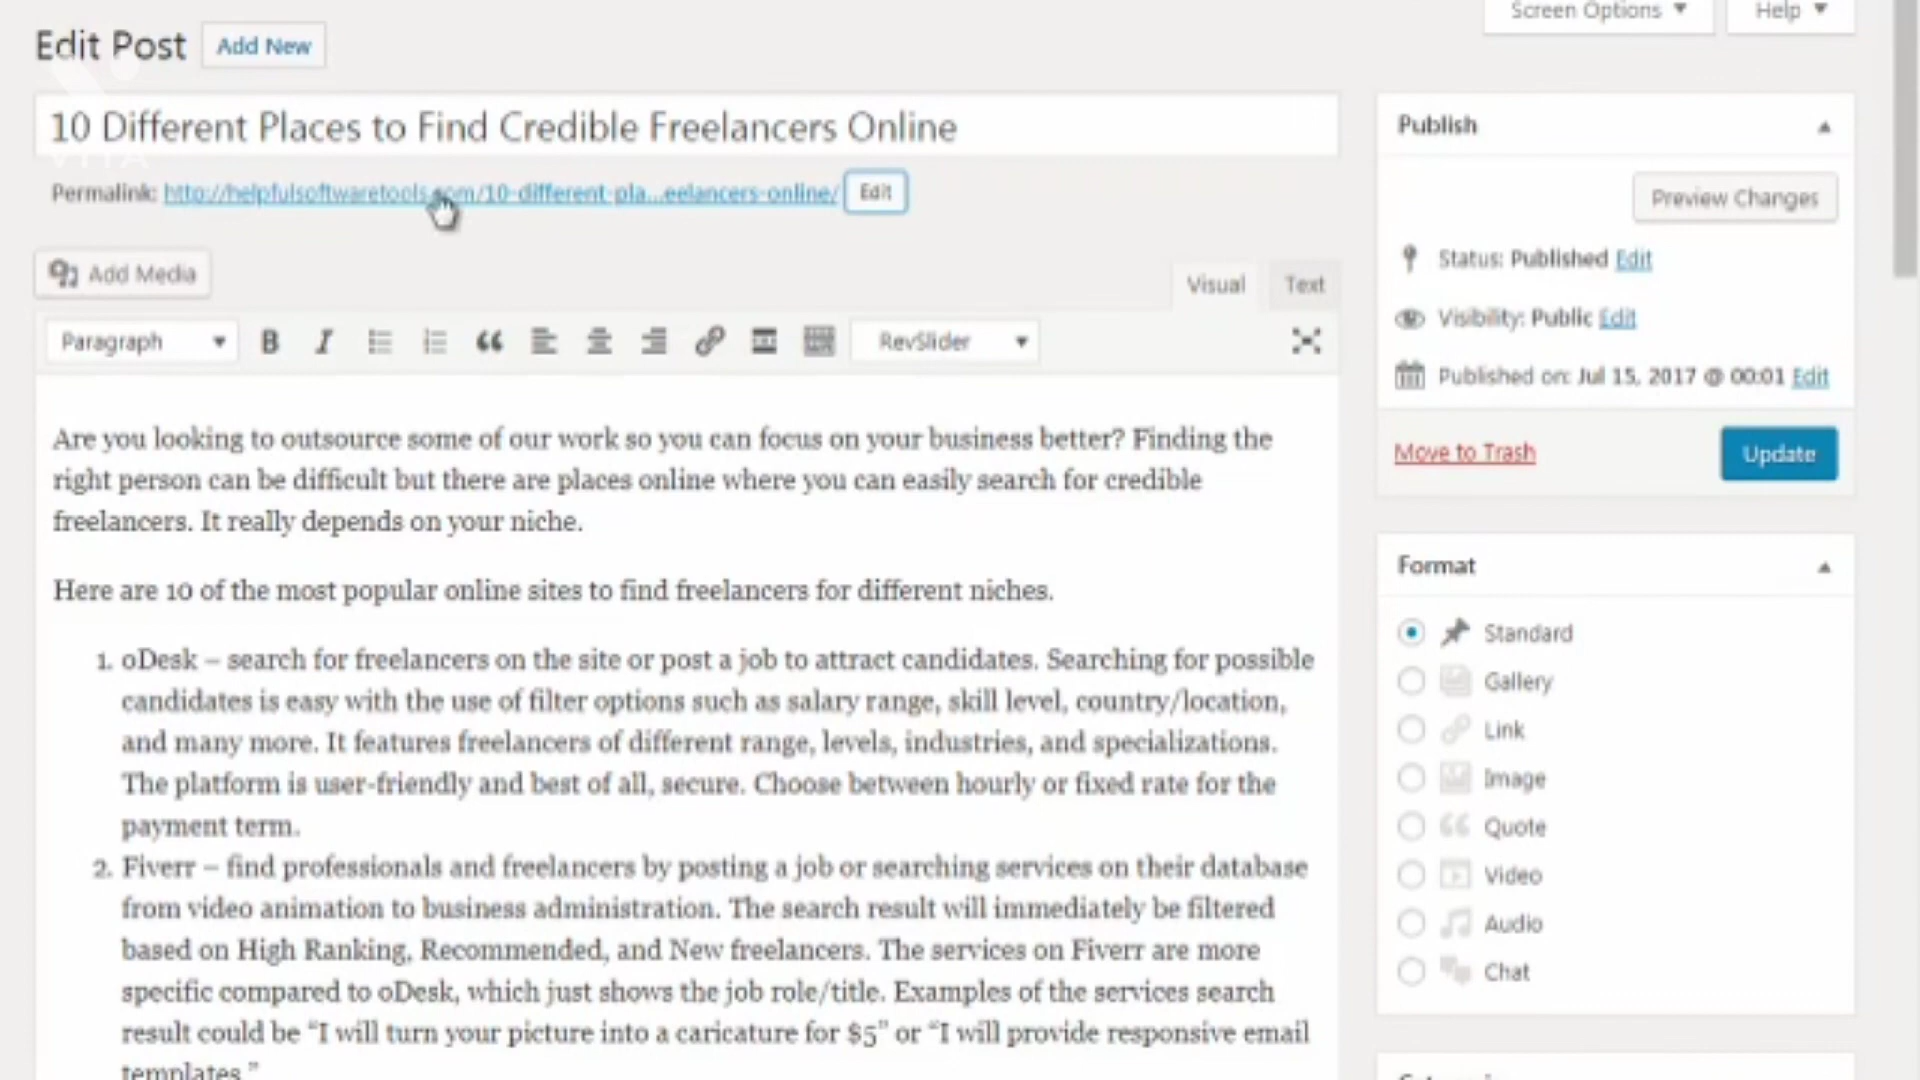 Screen Options
Help
Edit Post
Add New
10 Different Places to Find Credible Freelancers Online
VITA
Permalink: http://helpfulsoftwaretools.com/10-different-pla...eelancers-online/
Edit
Add Media
Visual
Text
Paragraph
RevSlider
Are you looking to outsource some of our work so you can focus on your business better? Finding the
right person can be difficult but there are places online where you can easily search for credible
freelancers. It really depends on your niche.
Here are 10 of the most popular online sites to find freelancers for different niches.
1. oDesk – search for freelancers on the site or post a job to attract candidates. Searching for possible
candidates is easy with the use of filter options such as salary range, skill level, country/location,
and many more. It features freelancers of different range, levels, industries, and specializations.
The platform is user-friendly and best of all, secure. Choose between hourly or fixed rate for the
payment term.
2. Fiverr – find professionals and freelancers by posting a job or searching services on their database
from video animation to business administration. The search result will immediately be filtered
based on High Ranking, Recommended, and New freelancers. The services on Fiverr are more
specific compared to oDesk, which just shows the job role/title. Examples of the services search
result could be “I will turn your picture into a caricature for $5” or “I will provide responsive email
templates.”
Publish
Preview Changes
Status: Published Edit
Visibility: Public Edit
Published on: Jul 15, 2017 @ 00:01 Edit
Move to Trash
Update
Format
Standard
Gallery
Link
Image
Quote
Video
Audio
Chat